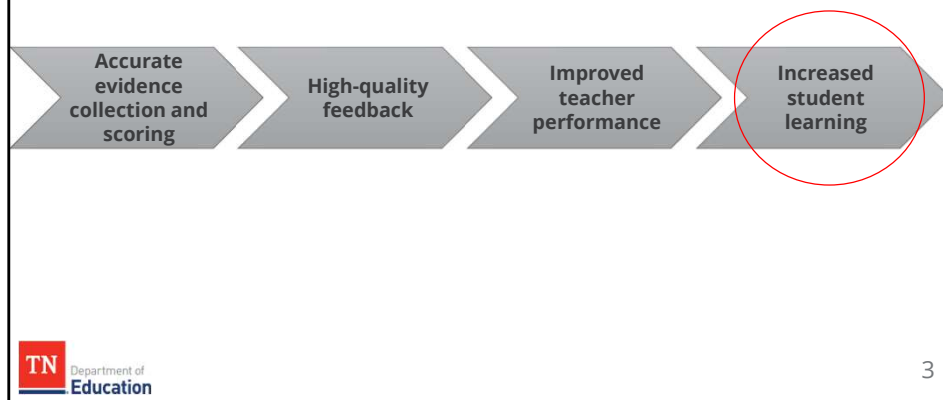 Accurate
evidence
collection and
scoring
High-quality
feedback
Improved
teacher
performance
Increased
student
learning
TN
Department of
Education
3